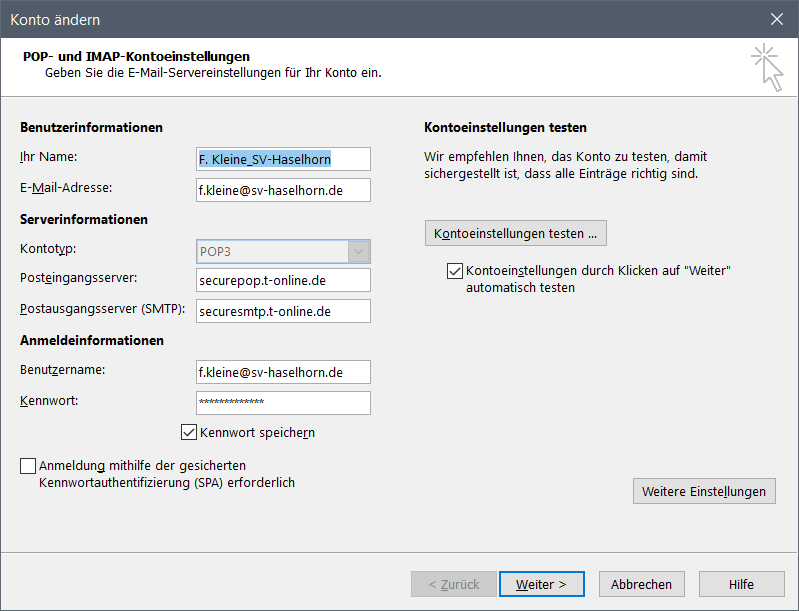 Konto ändern
POP- und IMAP-Kontoeinstellungen
Geben Sie die E-Mail-Servereinstellungen für Ihr Konto ein.
Benutzerinformationen
Ihr Name:
F. Kleine_SV-Haselhorn
E-Mail-Adresse:
f.kleine@sv-haselhorn.de
Serverinformationen
Kontotyp:
POP3
Posteingangsserver:
securepop.t-online.de
Postausgangsserver (SMTP):
securesmtp.t-online.de
Anmeldeinformationen
Benutzername:
f.kleine@sv-haselhorn.de
Kennwort:
*************
Kennwort speichern
Anmeldung mithilfe der gesicherten
Kennwortauthentifizierung (SPA) erforderlich
Kontoeinstellungen testen
Wir empfehlen Ihnen, das Konto zu testen, damit
sichergestellt ist, dass alle Einträge richtig sind.
Kontoeinstellungen testen ...
Kontoeinstellungen durch Klicken auf "Weiter"
automatisch testen
Weitere Einstellungen
< Zurück
Weiter >
Abbrechen
Hilfe